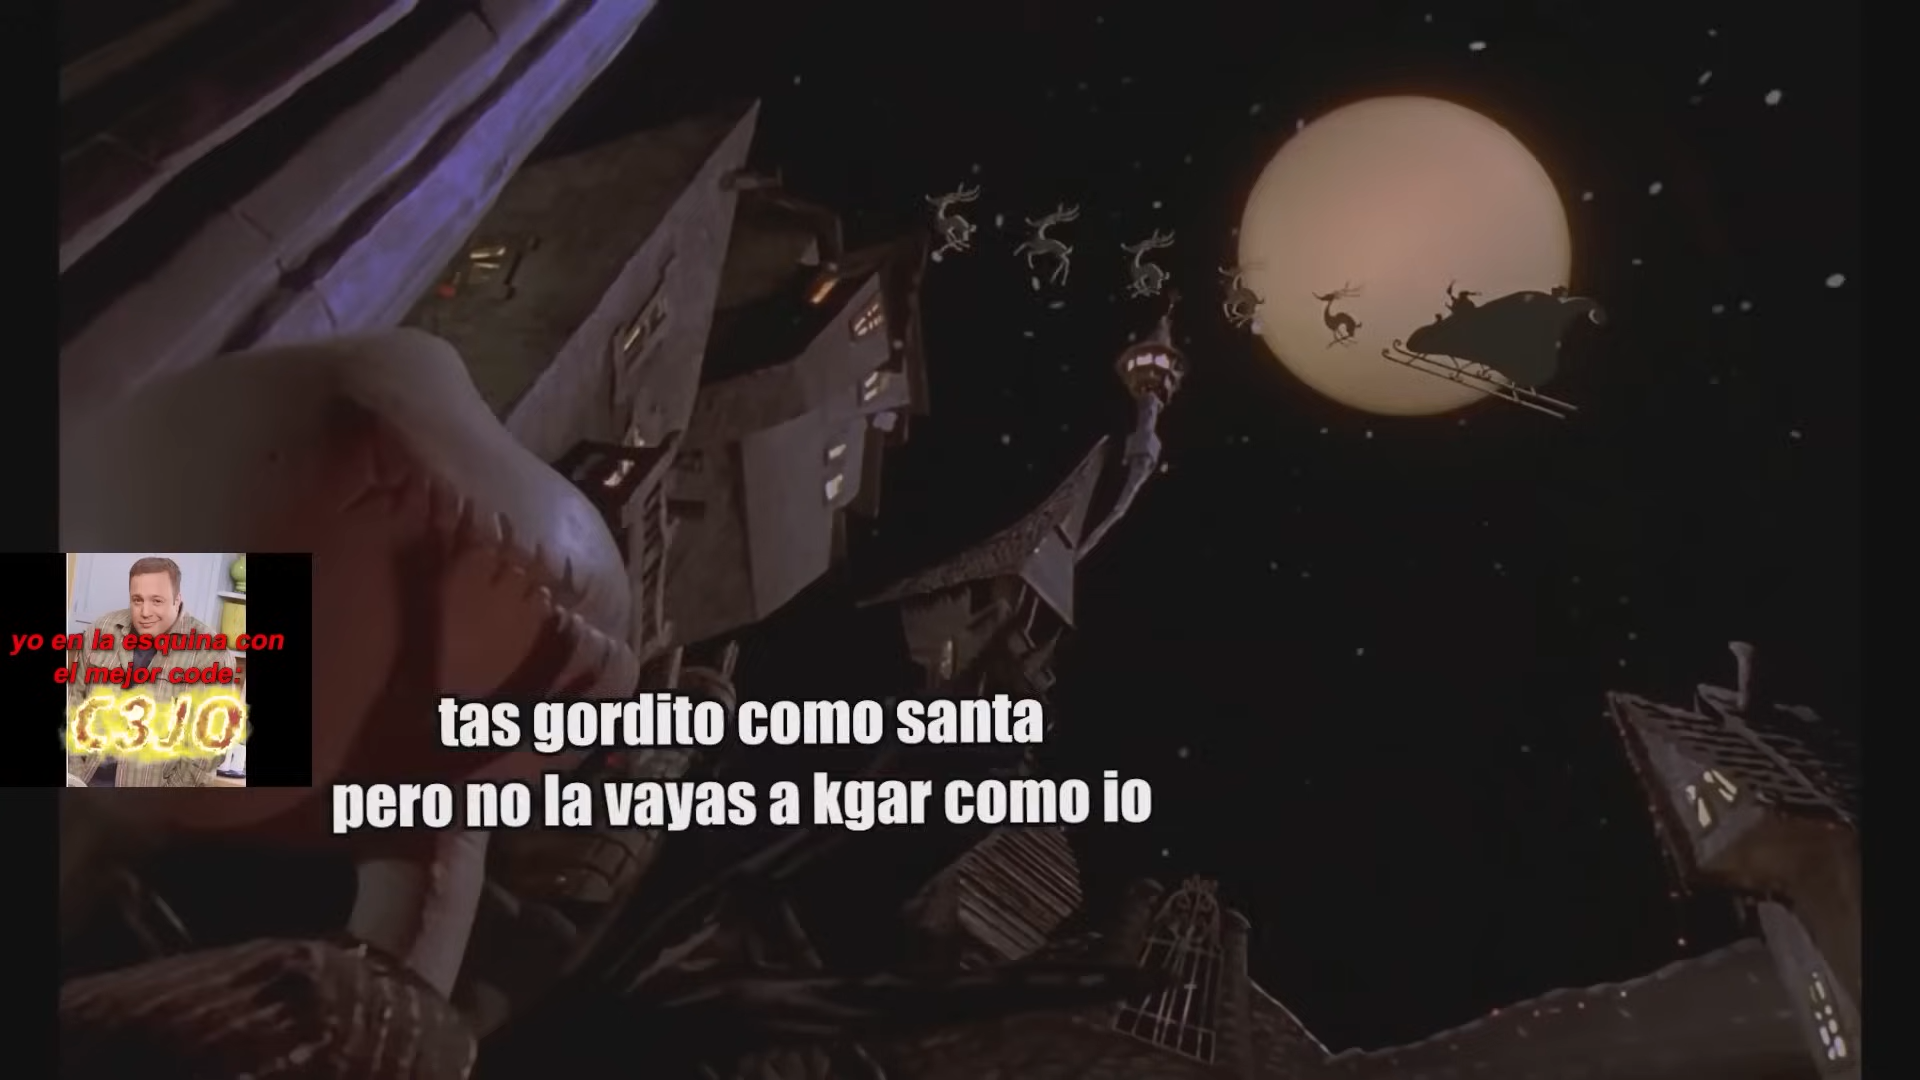 yo en la esquina con
el mejor code:
C3JO
tas gordito como santa
pero no la vayas a kgar como io